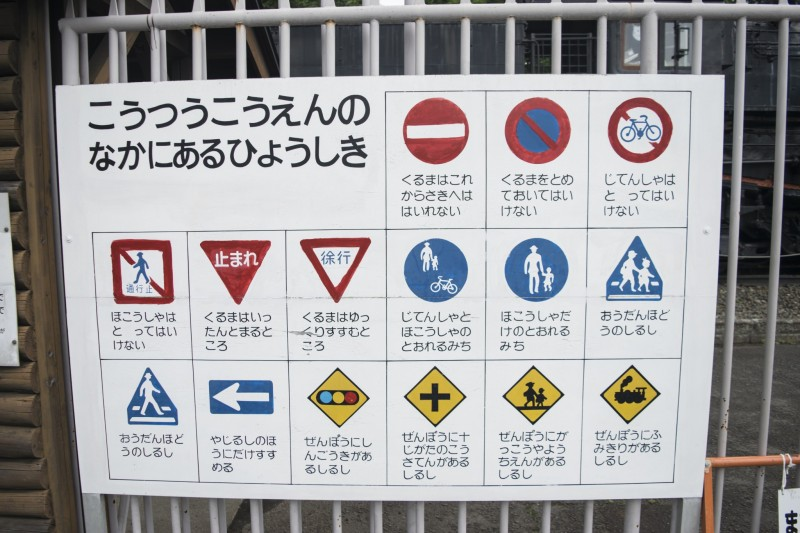 こうつうこうえんの
なかにあるひょうしき
くるまはこれ
からさきへは
はいれない
くるまをとめ
ておいてはい
けない
じてんしゃは
と ってはい
けない
通行止
ほこうしゃは
と ってはい
けない
止まれ
くるまはいっ
たんとまると
ころ
徐行
くるまはゆっ
くりすすむと
ころ
じてんしゃと
ほこうしゃの
とおれるみち
ほこうしゃだ
けのとおれる
みち
おうだんほど
うのしるし
おうだんほど
うのしるし
やじるしのほ
うにだけすす
める
ぜんぽうにし
んごうきがあ
るしるし
ぜんぽうに十
じがたのこう
さてんがある
しるし
ぜんぽうにが
っこうやよう
ちえんがある
しるし
ぜんぽうにふ
みきりがある
しるし